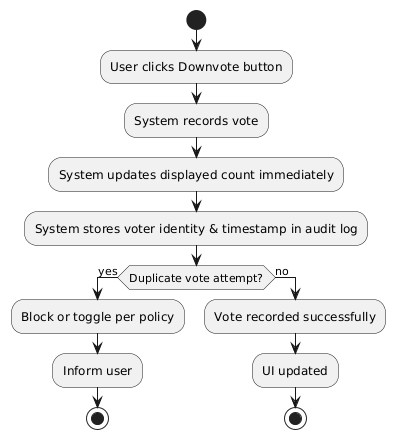 User clicks Downvote button
System records vote
System updates displayed count immediately
System stores voter identity & timestamp in audit log
yes
Duplicate vote attempt?
no
Block or toggle per policy
Vote recorded successfully
Inform user
UI updated